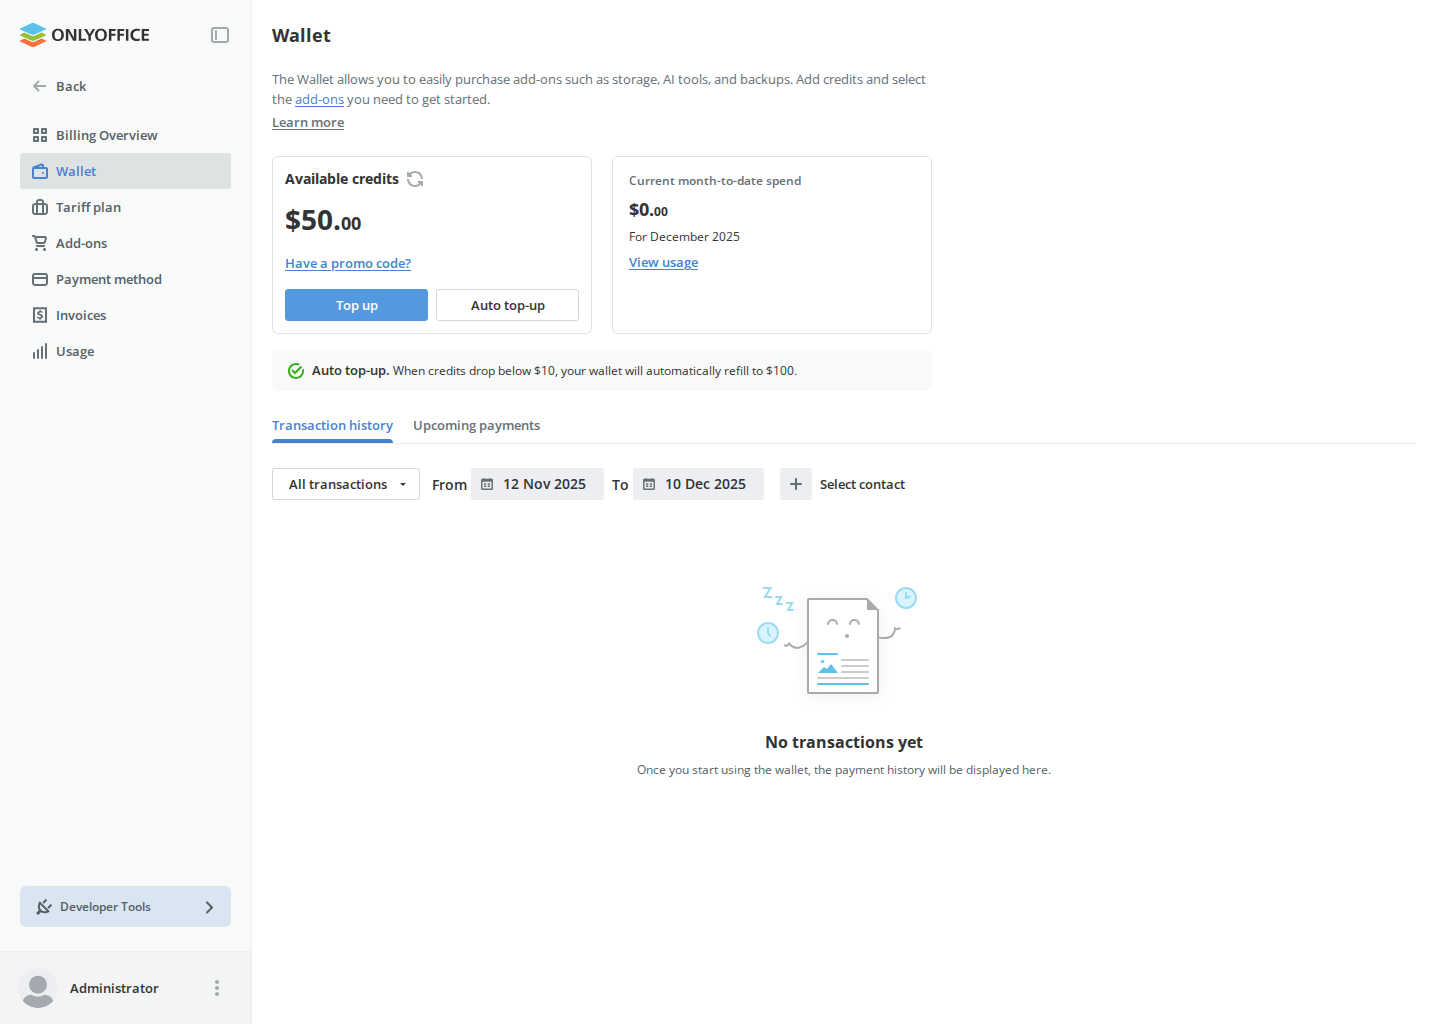 ONLYOFFICE
Back
Billing Overview
Wallet
Tariff plan
Add-ons
Payment method
Invoices
Usage
Developer Tools
Administrator
Wallet
The Wallet allows you to easily purchase add-ons such as storage, AI tools, and backups. Add credits and select
the add-ons you need to get started.
Learn more
Available credits
$50.00
Have a promo code?
Top up
Auto top-up
Current month-to-date spend
$0.00
For December 2025
View usage
Auto top-up. When credits drop below $10, your wallet will automatically refill to $100.
Transaction history
Upcoming payments
All transactions
From
12 Nov 2025
To
10 Dec 2025
Select contact
z z z
No transactions yet
Once you start using the wallet, the payment history will be displayed here.